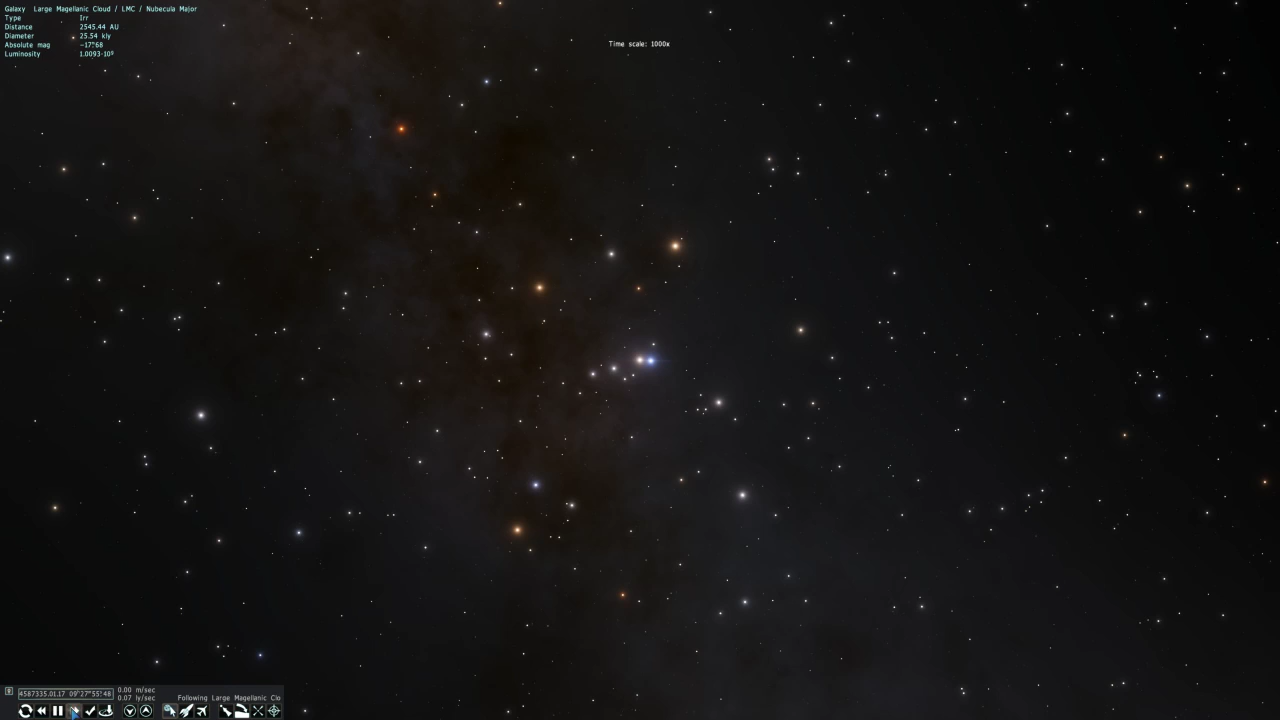 Galaxy Large Magellanic Cloud / LMC / Nubecula Major
Type Irr
Distance 2545.44 AU
Diameter 25.54 kly
Absolute mag -17.68
Luminosity 1.0093·10⁹
Time scale: 1000x
4587335.01.17 09:27:55.48
0.00 m/sec
0.07 ly/sec
Following Large Magellanic Clo